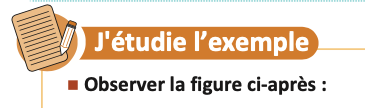 J'étudie l’exemple
■ Observer la figure ci-après :